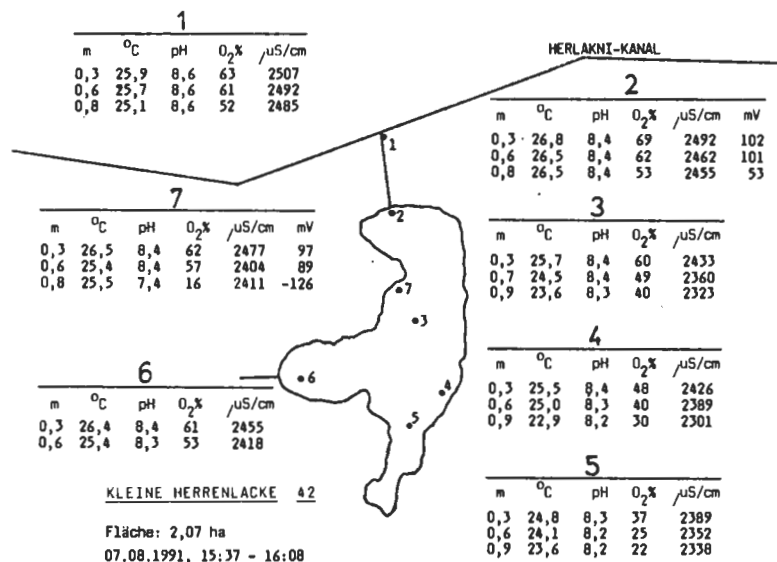 1
m °C pH O₂% /uS/cm
0,3 25,9 8,6 63 2507
0,6 25,7 8,6 61 2492
0,8 25,1 8,6 52 2485
HERLAKNI-KANAL
2
m °C pH O₂% /uS/cm mV
0,3 26,8 8,4 69 2492 102
0,6 26,5 8,4 62 2462 101
0,8 26,5 8,4 53 2455 53
7
m °C pH O₂% /uS/cm mV
0,3 26,5 8,4 62 2477 97
0,6 25,4 8,4 57 2404 89
0,8 25,5 7,4 16 2411 -126
3
m °C pH O₂% /uS/cm
0,3 25,7 8,4 60 2433
0,7 24,5 8,4 49 2360
0,9 23,6 8,3 40 2323
6
m °C pH O₂% /uS/cm
0,3 26,4 8,4 61 2455
0,6 25,4 8,3 53 2418
4
m °C pH O₂% /uS/cm
0,3 25,5 8,4 48 2426
0,6 25,0 8,3 40 2389
0,9 22,9 8,2 30 2301
5
m °C pH O₂% /uS/cm
0,3 24,8 8,3 37 2389
0,6 24,1 8,2 25 2352
0,9 23,6 8,2 22 2338
1
2
7
3
6
4
5
KLEINE HERRENLACKE 42
Fläche: 2,07 ha
07.08.1991, 15:37 - 16:08